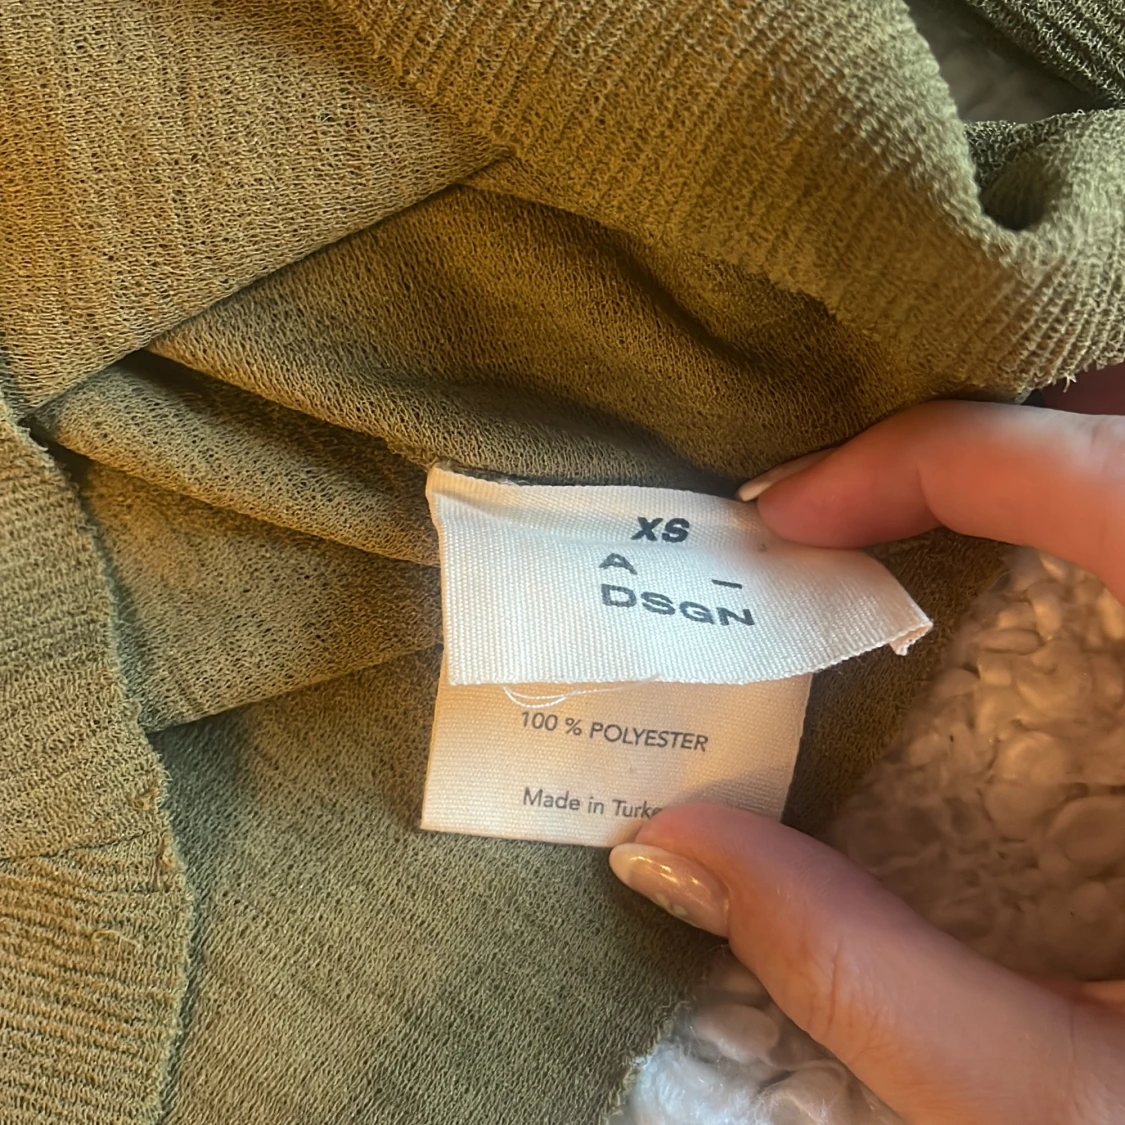 XS
A _
DSGN
100 % POLYESTER
Made in Turke